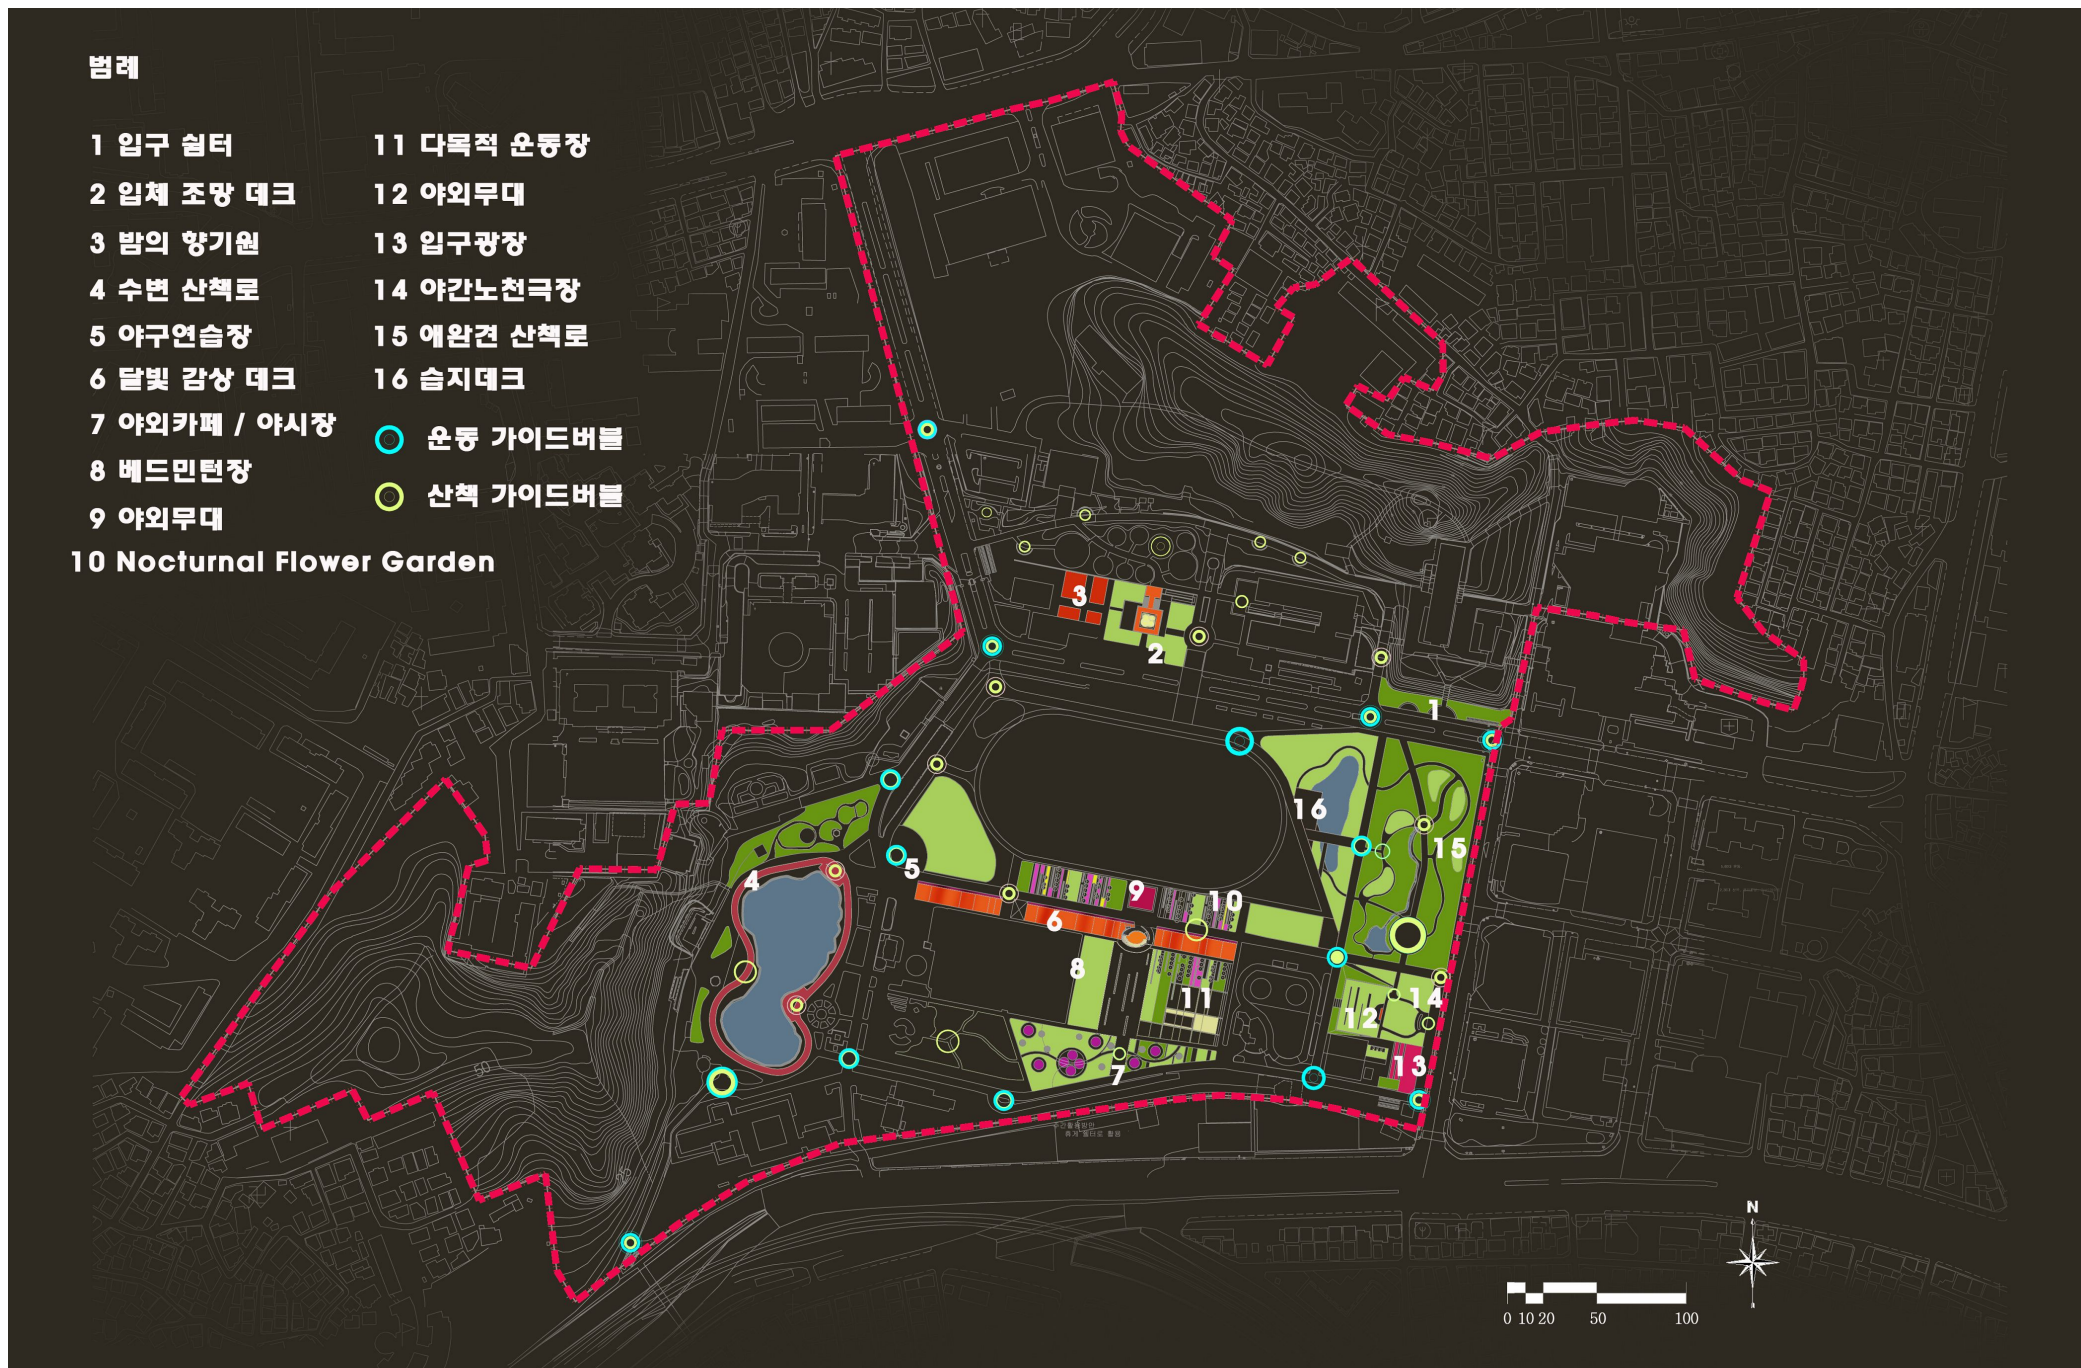 범례
1 입구 쉼터
2 입체 조망 데크
3 밤의 향기원
4 수변 산책로
5 야구연습장
6 달빛 감상 데크
7 야외카페 / 야시장
8 베드민턴장
9 야외무대
10 Nocturnal Flower Garden
11 다목적 운동장
12 야외무대
13 입구광장
14 야간노천극장
15 애완견 산책로
16 습지데크
운동 가이드버블
산책 가이드버블
3
2
1
16
15
5
4
9
10
6
8
11
14
12
13
7
50
N
0 10 20 50 100